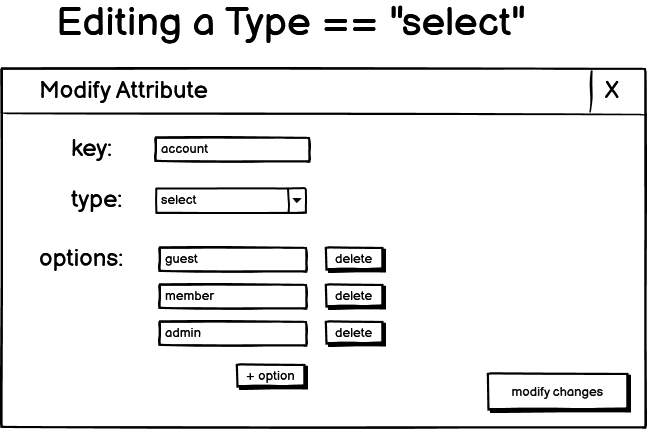 Editing a Type == "select"
Modify Attribute X
key: account
type: select
options: guest delete
member delete
admin delete
+ option
modify changes